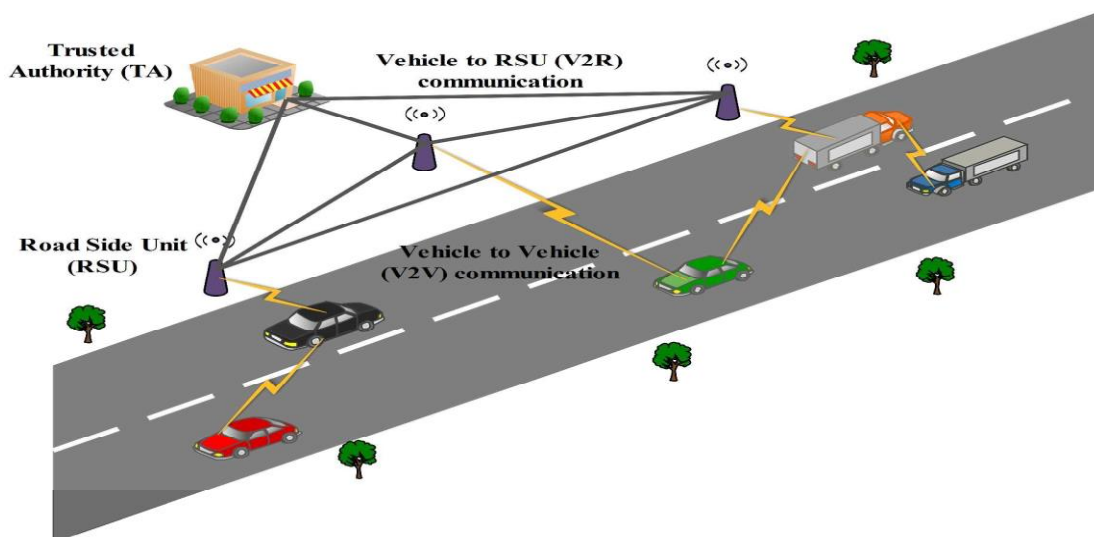 Trusted
Authority (TA)
Vehicle to RSU (V2R)
communication
Road Side Unit
(RSU)
Vehicle to Vehicle
(V2V) communication